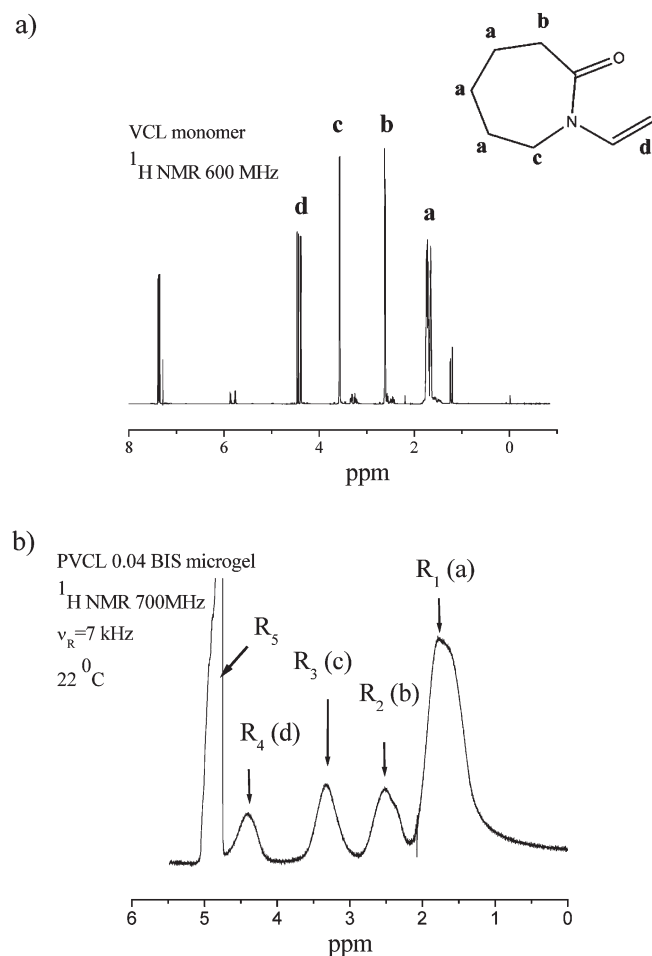 a)
VCL monomer
¹H NMR 600 MHz
a
b
a
a
a
c
d
O
N
d
c
b
a
8 6 4 2 0
ppm
b)
PVCL 0.04 BIS microgel
¹H NMR 700MHz
ν_R=7 kHz
22 ⁰C
R₅
R₄ (d)
R₃ (c)
R₂ (b)
R₁ (a)
6 5 4 3 2 1 0
ppm